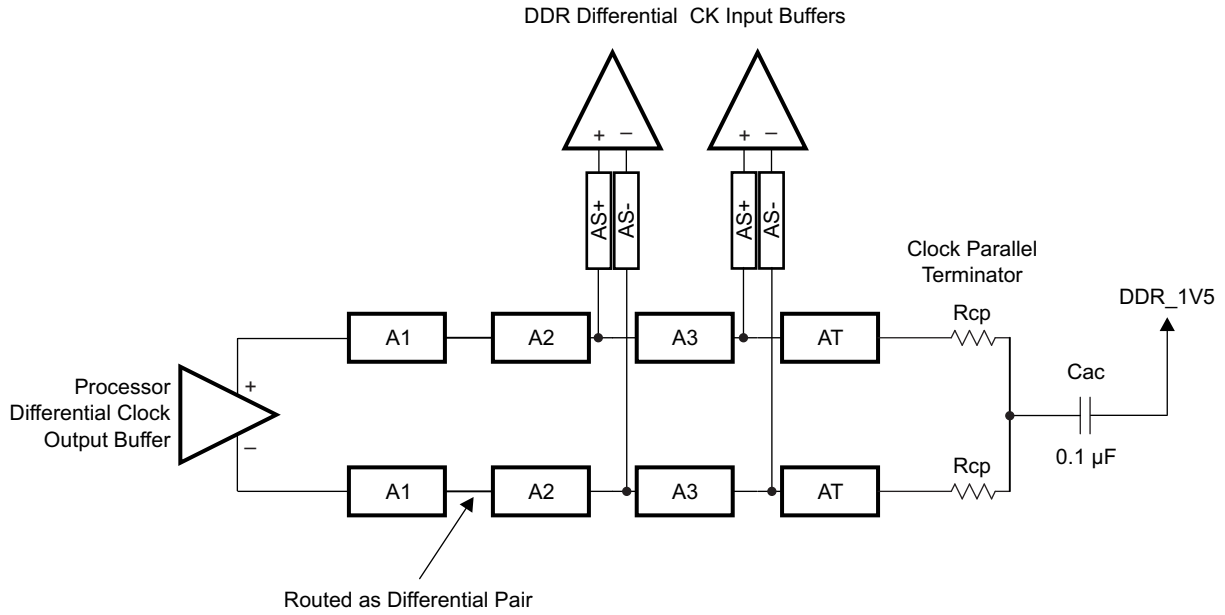 DDR Differential CK Input Buffers
+ −
+ −
AS+
AS-
AS+
AS-
Clock Parallel
Terminator
DDR_1V5
A1
A2
A3
AT
Rcp
Processor
Differential Clock
Output Buffer
+
−
Cac
0.1 µF
A1
A2
A3
AT
Rcp
Routed as Differential Pair